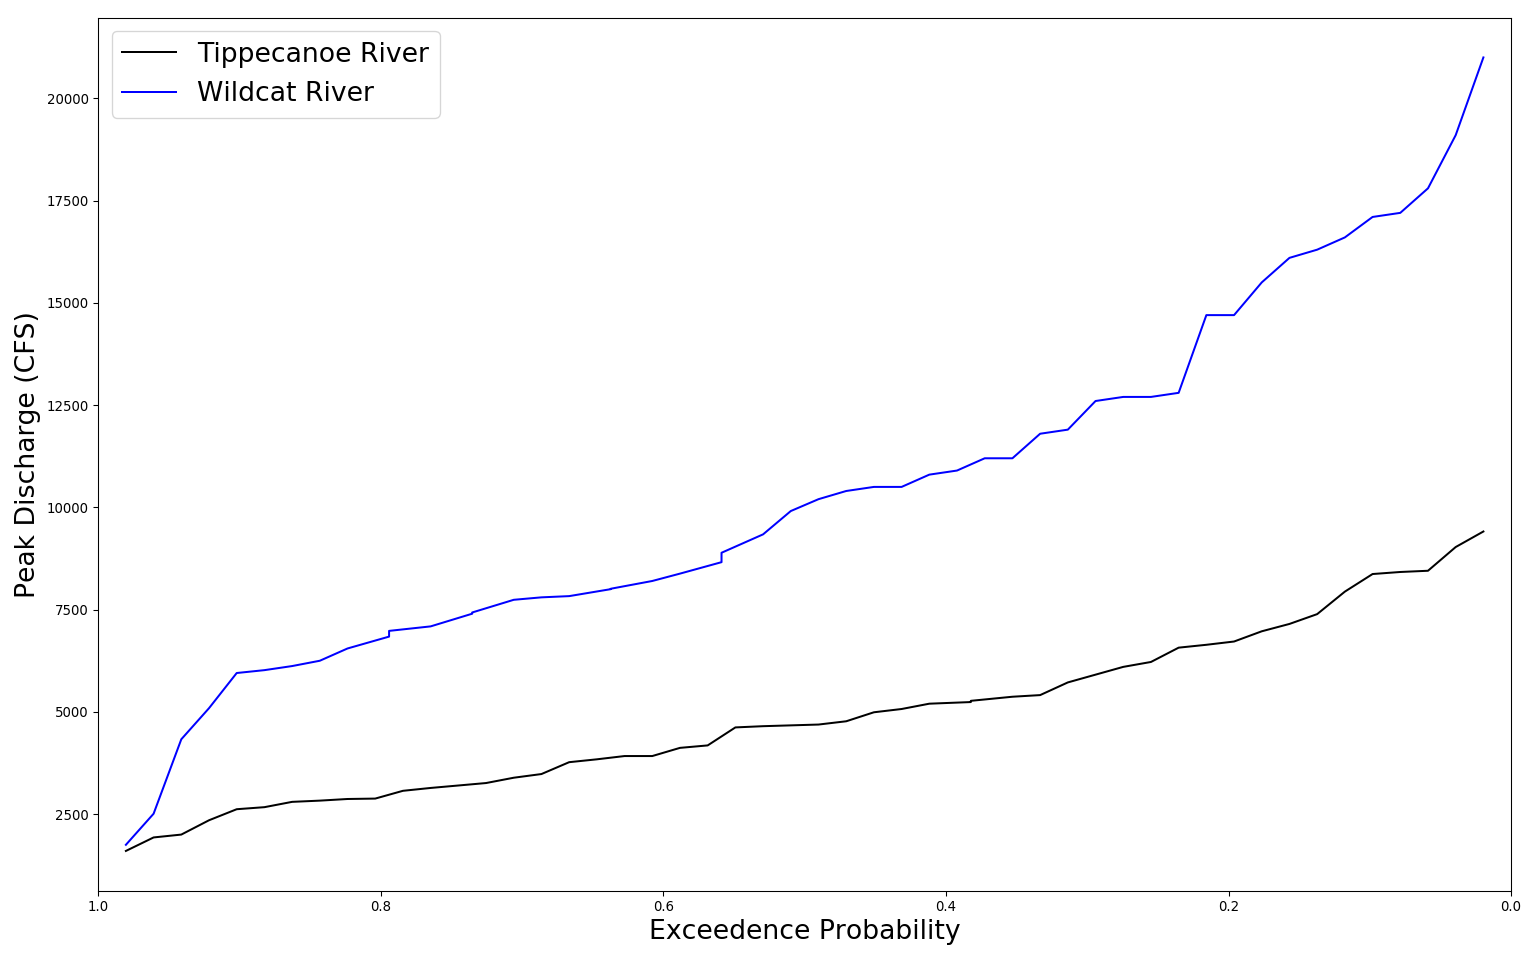 Tippecanoe River
Wildcat River
Peak Discharge (CFS)
20000
17500
15000
12500
10000
7500
5000
2500
1.0 0.8 0.6 0.4 0.2 0.0
Exceedence Probability